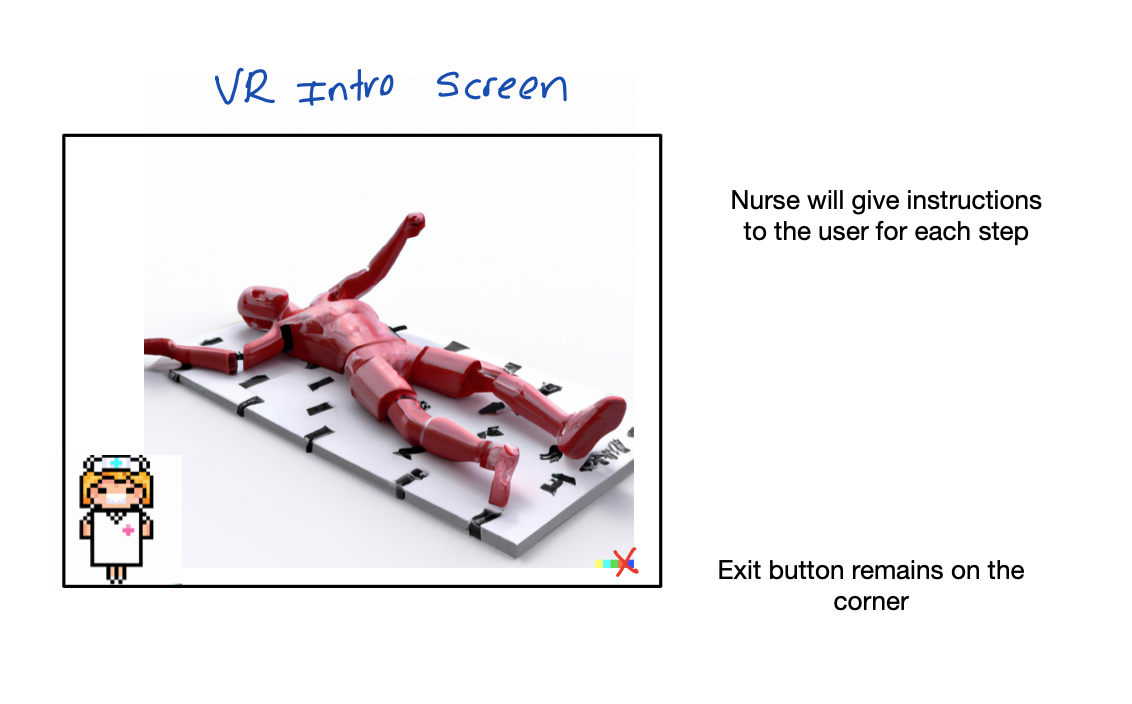 VR Intro Screen
Nurse will give instructions
to the user for each step
Exit button remains on the
corner